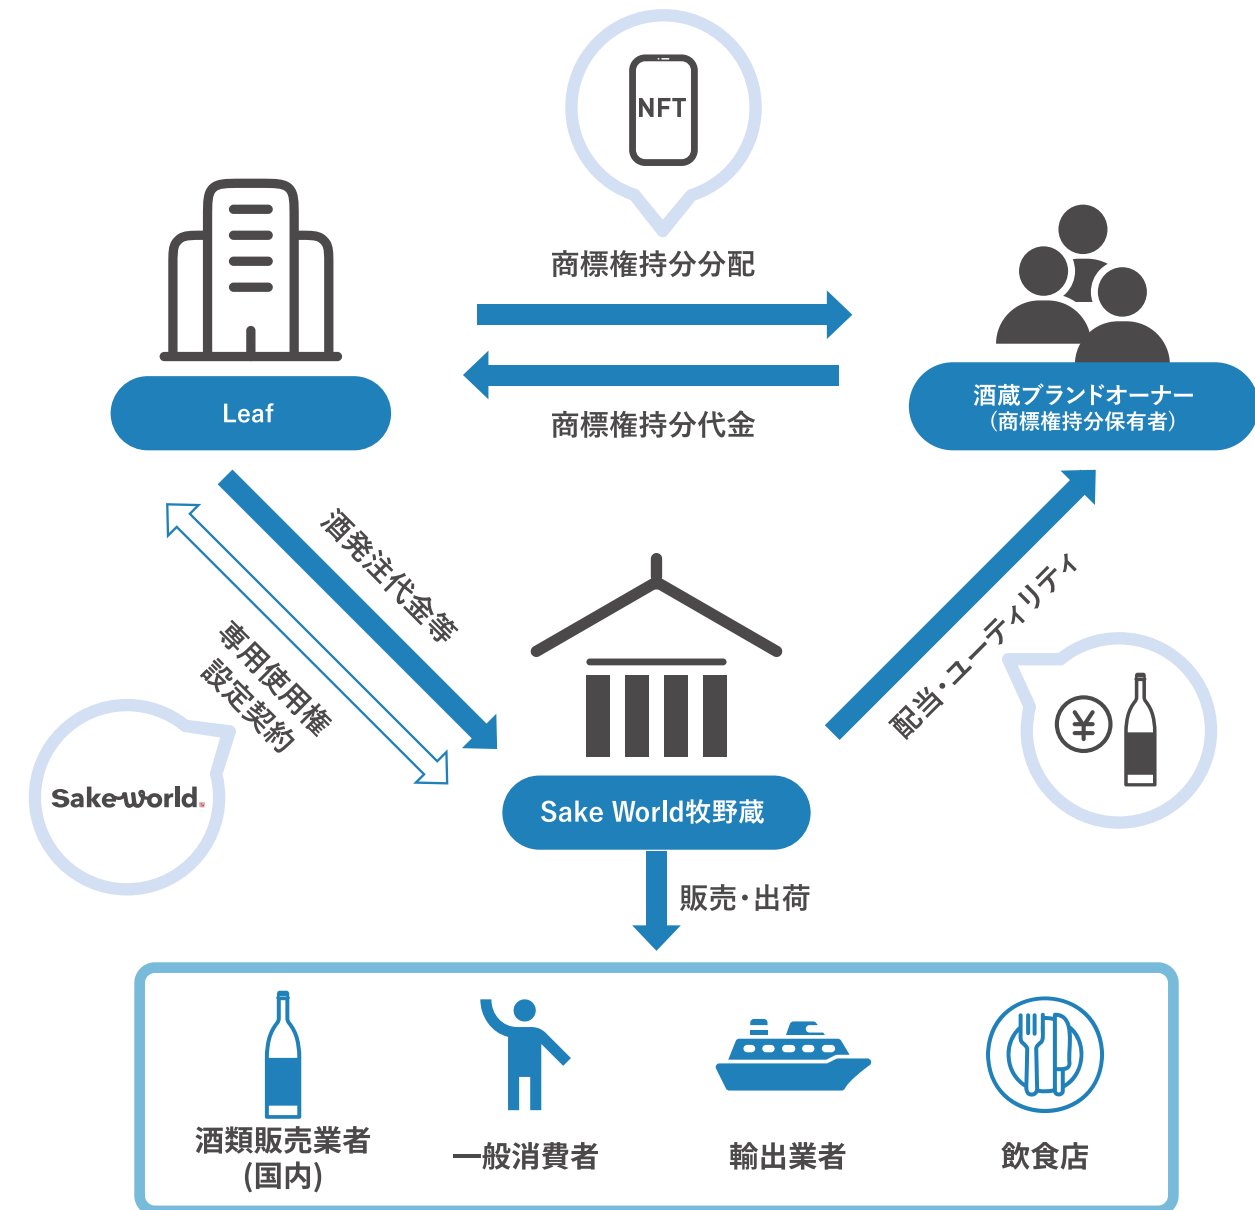 NFT
商標権持分分配
商標権持分代金
Leaf
酒蔵ブランドオーナー
(商標権持分保有者)
酒発注代金等
専用使用権
設定契約
配当・ユーティリティ
¥
Sakeworld.
Sake World牧野蔵
販売・出荷
酒類販売業者
(国内)
一般消費者
輸出業者
飲食店